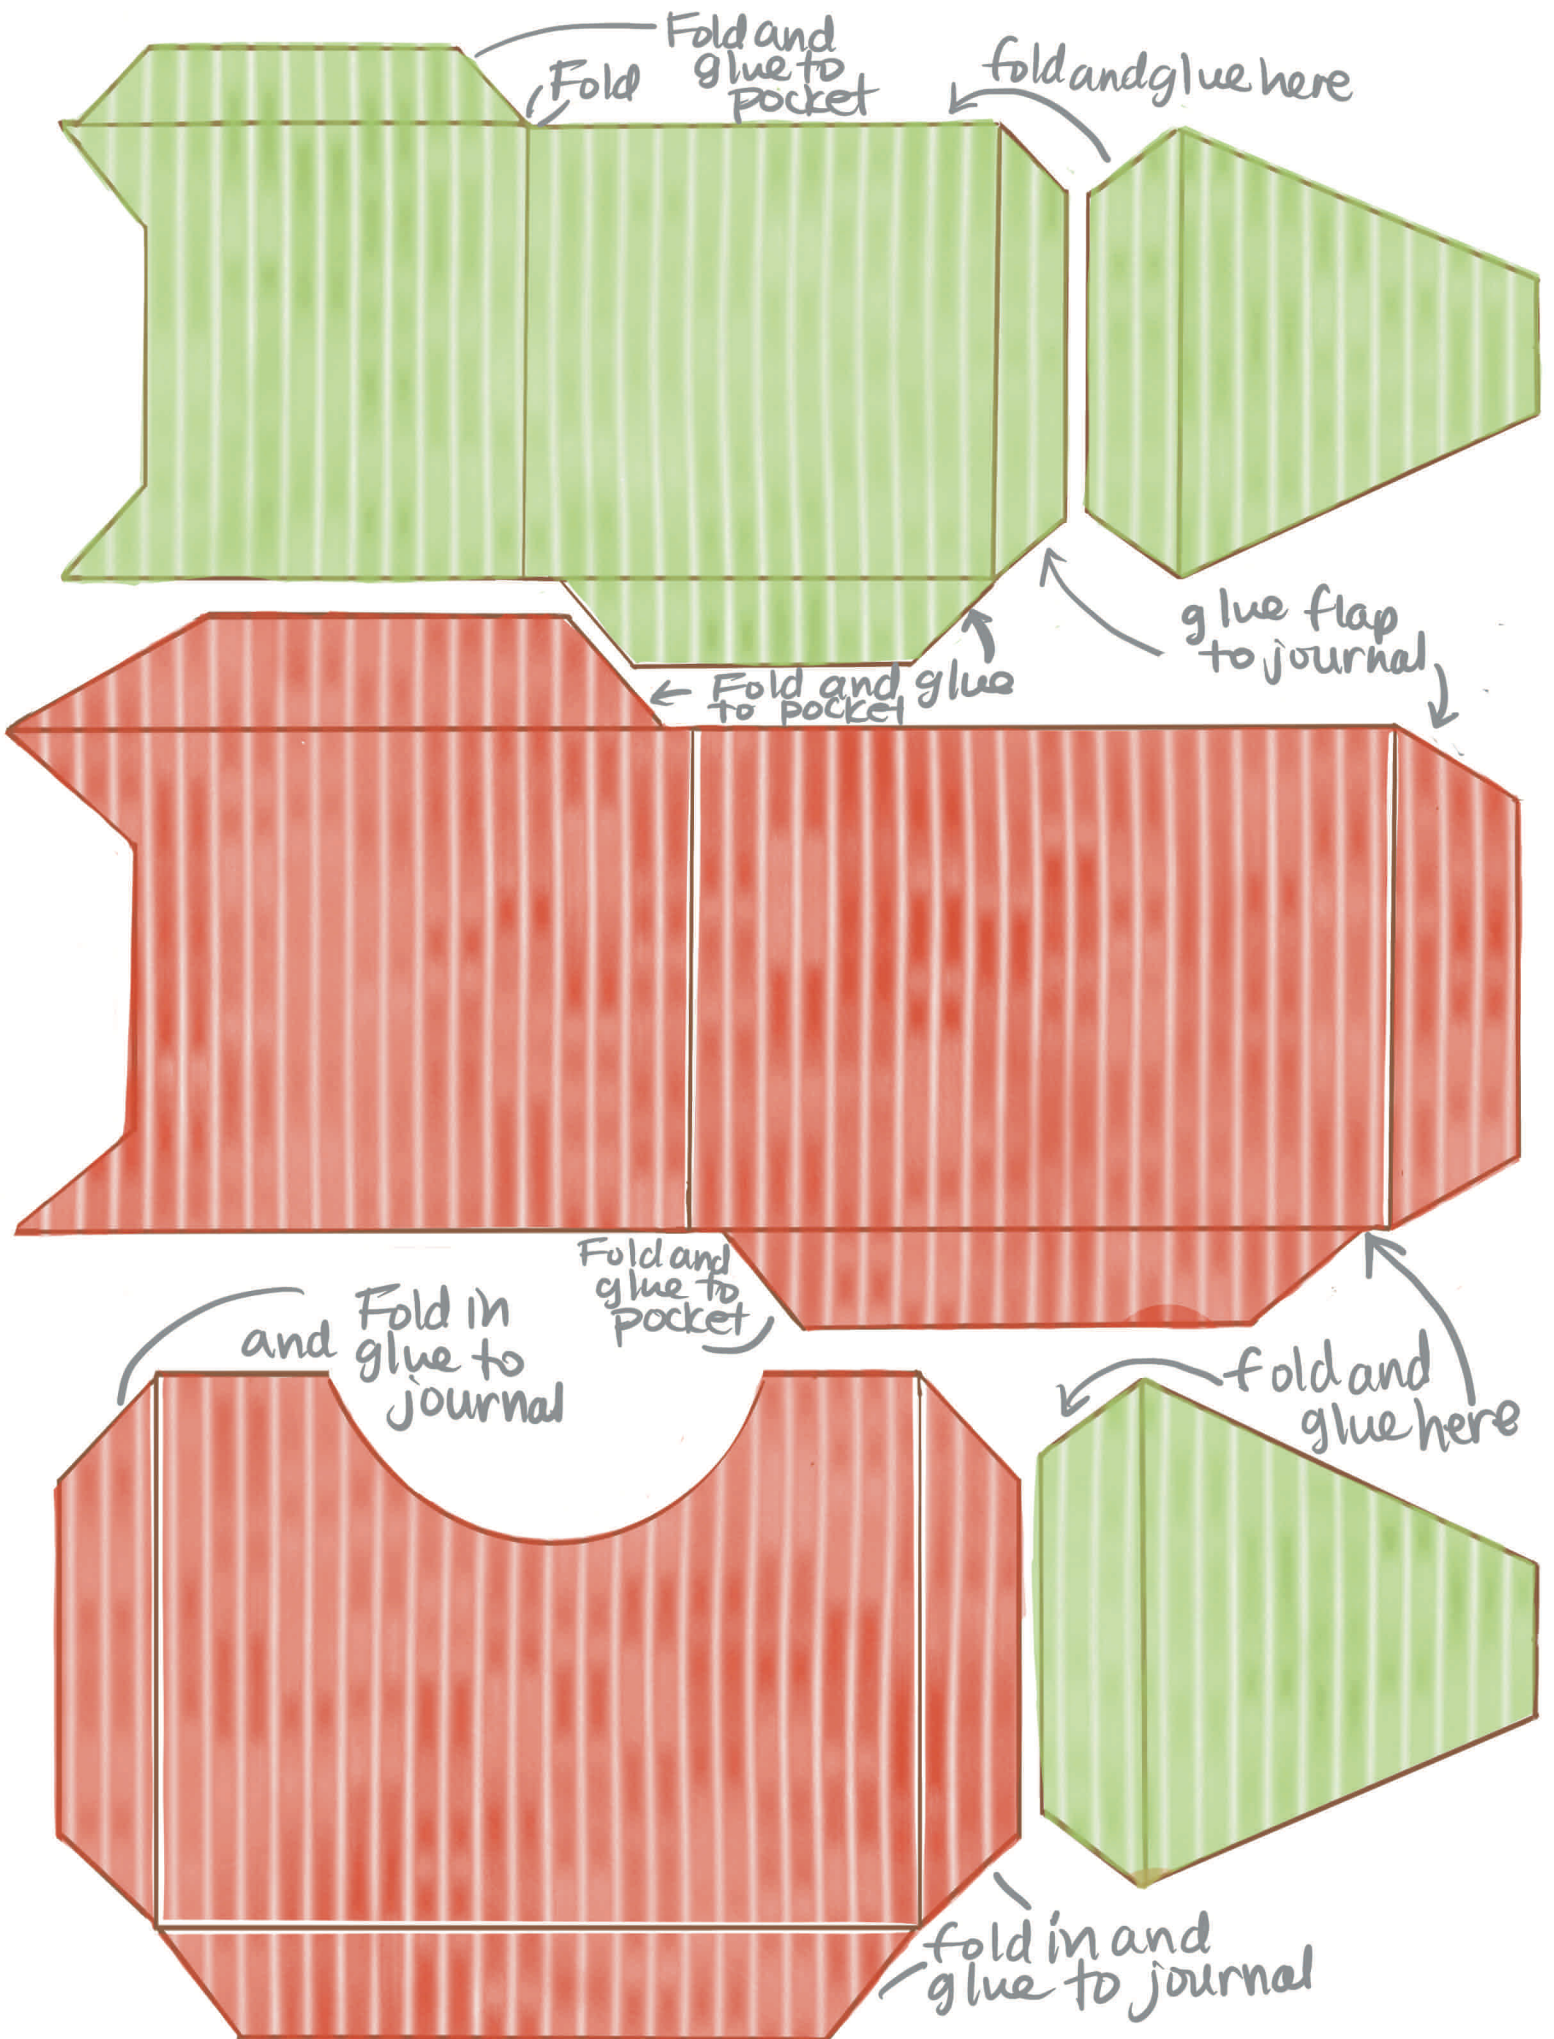 Fold and
glue to
pocket
Fold
fold and glue here
glue flap
to journal
Fold and glue
to pocket
Fold and
glue to
pocket
Fold in
and glue to
journal
fold and
glue here
fold in and
glue to journal